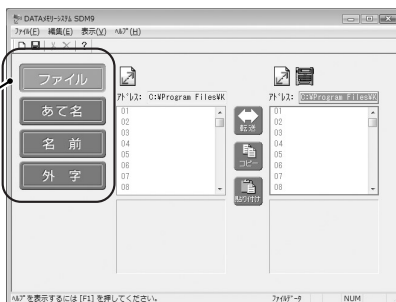 DATAメモリーシステム SDM9
ファイル(F) 編集(E) 表示(V) ヘルプ(H)
ファイル
あて名
名 前
外 字
アドレス: C:¥Program Files¥K
01
02
03
04
05
06
07
08
転送
コピー
貼り付け
アドレス: C:¥Program Files¥K
01
02
03
04
05
06
07
08
ヘルプを表示するには [F1] を押してください。 ファイルデータ NUM